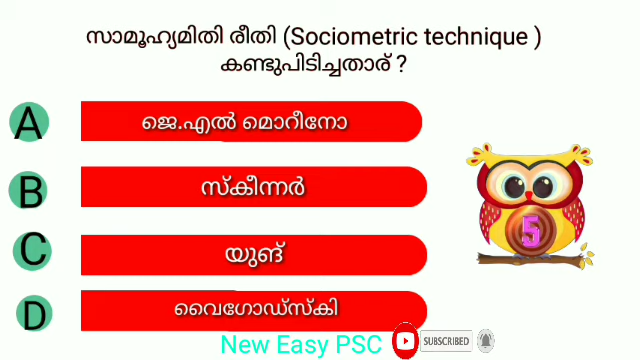 സാമൂഹ്യമിതി രീതി (Sociometric technique )
കണ്ടുപിടിച്ചതാര് ?
A ജെ.എൽ മൊറീനോ
B സ്കീന്നർ
C യുങ്
D വൈഗോഡ്സ്കി
5
New Easy PSC SUBSCRIBED